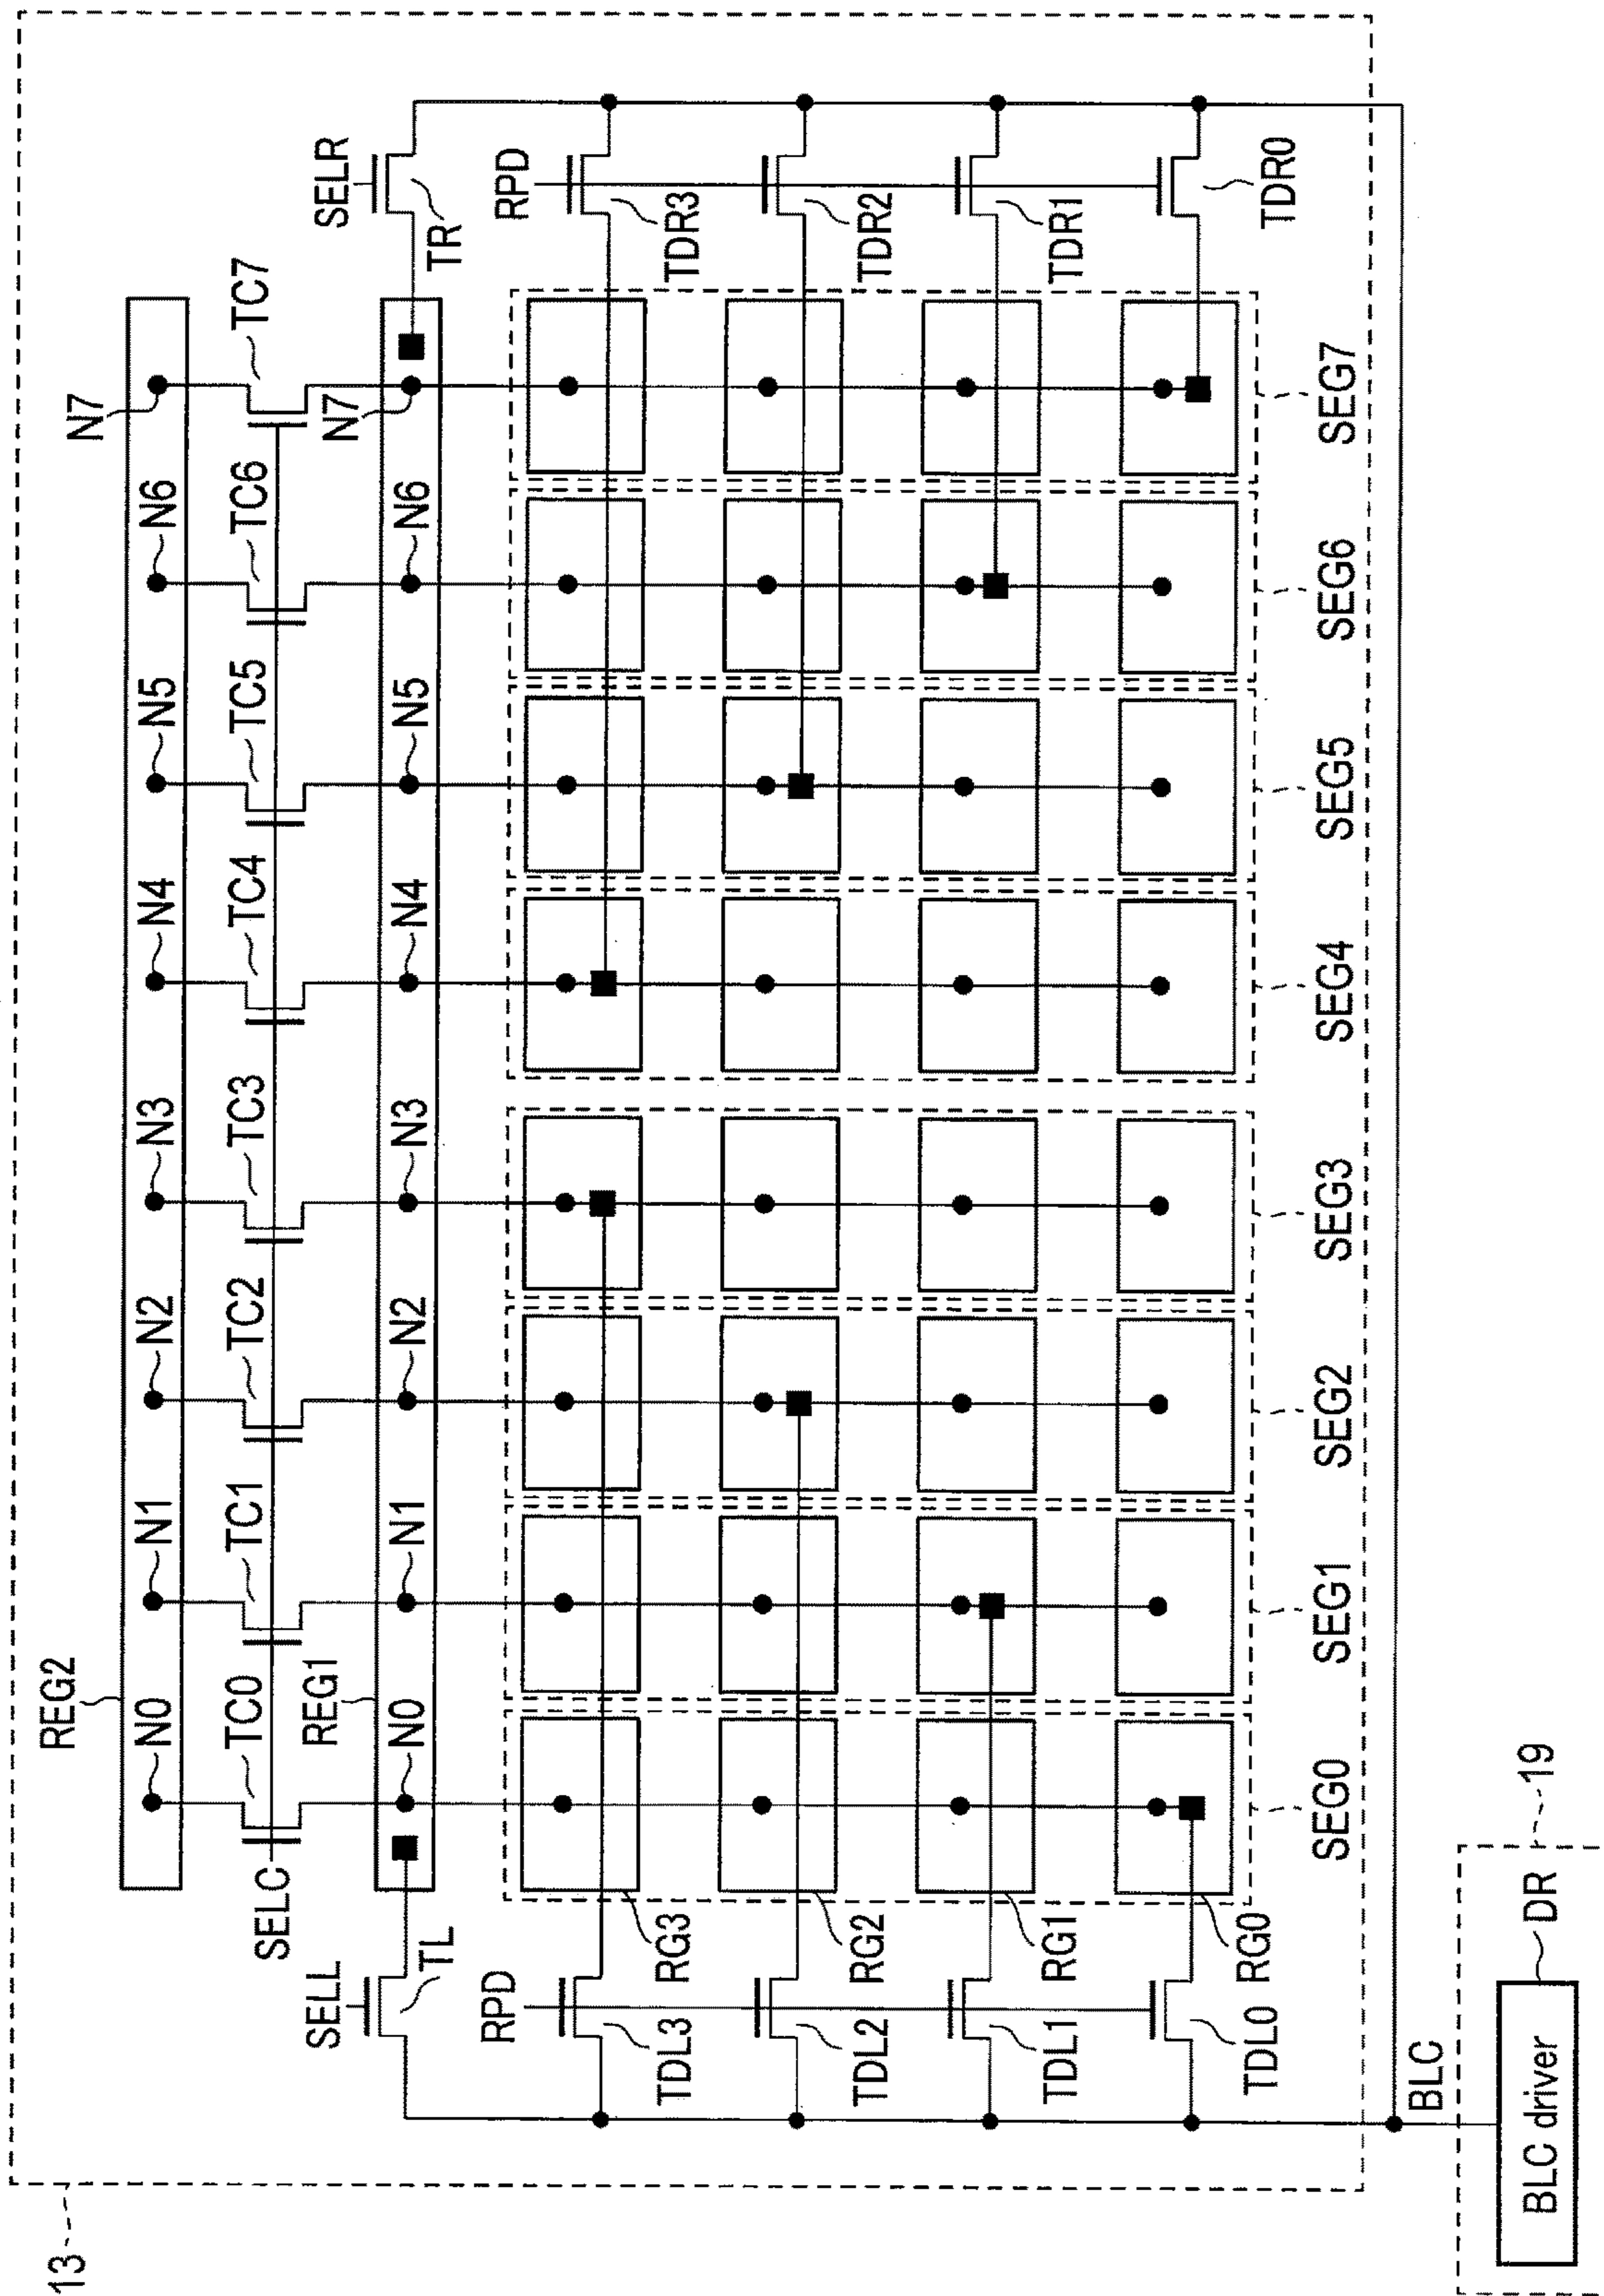 13
REG2
N0
N1
N2
N3
N4
N5
N6
N7
SELC
TC0
TC1
TC2
TC3
TC4
TC5
TC6
TC7
REG1
N0
N1
N2
N3
N4
N5
N6
N7
SELL
TL
SELR
TR
RPD
TDL3
RG3
RPD
TDR3
TDL2
RG2
TDR2
TDL1
RG1
TDR1
TDL0
RG0
TDR0
SEG0
SEG1
SEG2
SEG3
SEG4
SEG5
SEG6
SEG7
BLC
DR
19
BLC driver